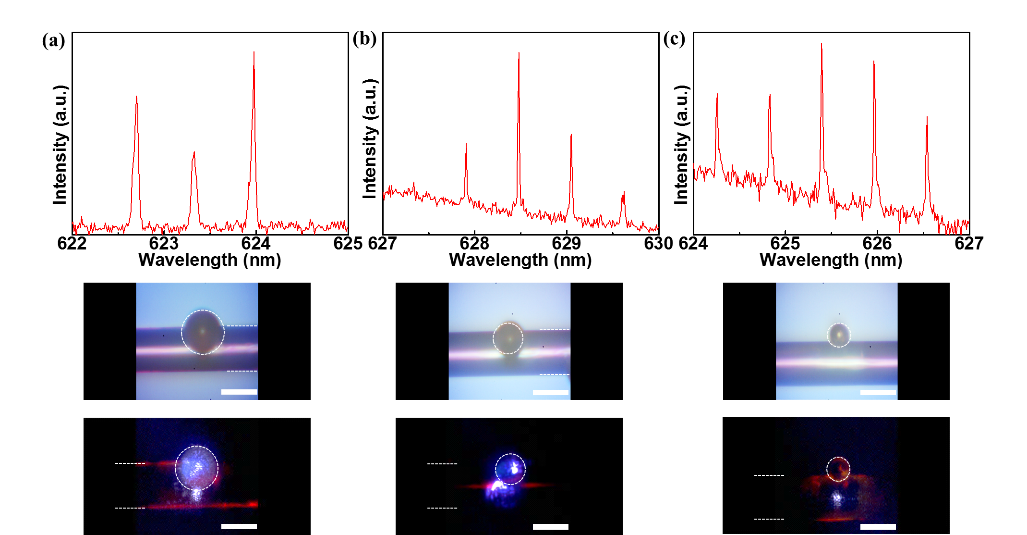 (a)
Intensity (a.u.)
622 623 624 625
Wavelength (nm)
(b)
Intensity (a.u.)
627 628 629 630
Wavelength (nm)
(c)
Intensity (a.u.)
624 625 626 627
Wavelength (nm)